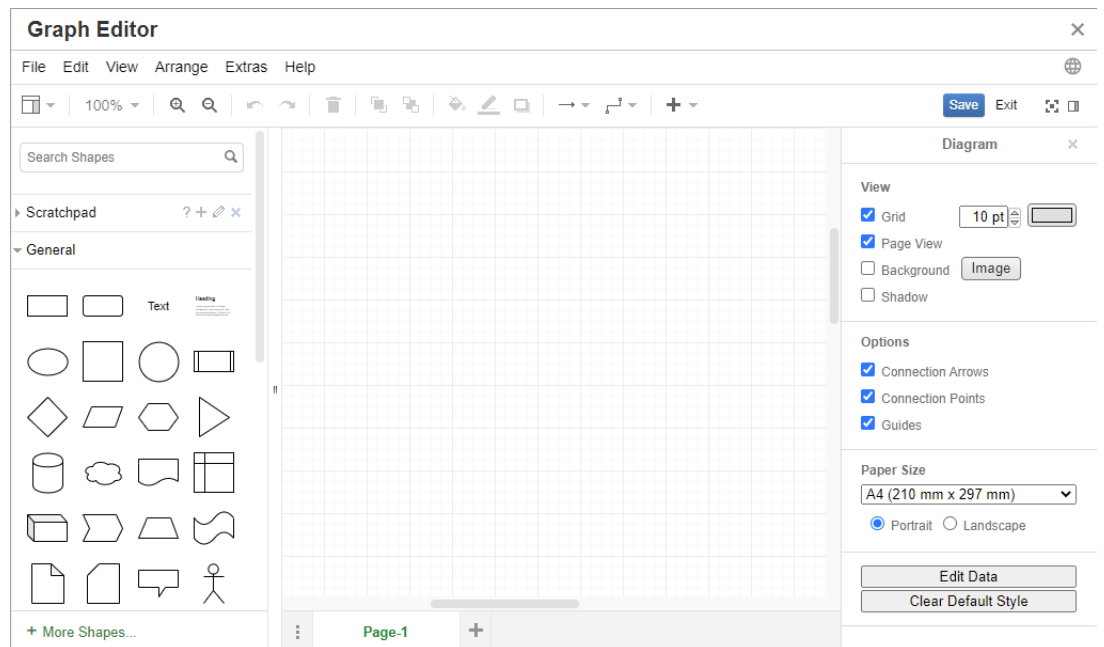 Graph Editor
File Edit View Arrange Extras Help
100%
Save Exit
Search Shapes
Scratchpad
?
General
Text
Heading
More Shapes...
Page-1
Diagram
View
Grid 10 pt
Page View
Background Image
Shadow
Options
Connection Arrows
Connection Points
Guides
Paper Size
A4 (210 mm x 297 mm)
Portrait Landscape
Edit Data
Clear Default Style